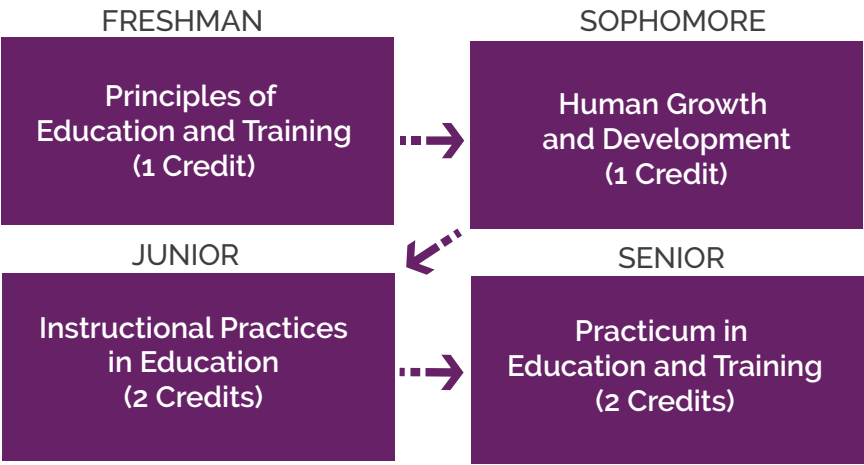 FRESHMAN
Principles of
Education and Training
(1 Credit)
SOPHOMORE
Human Growth
and Development
(1 Credit)
JUNIOR
Instructional Practices
in Education
(2 Credits)
SENIOR
Practicum in
Education and Training
(2 Credits)